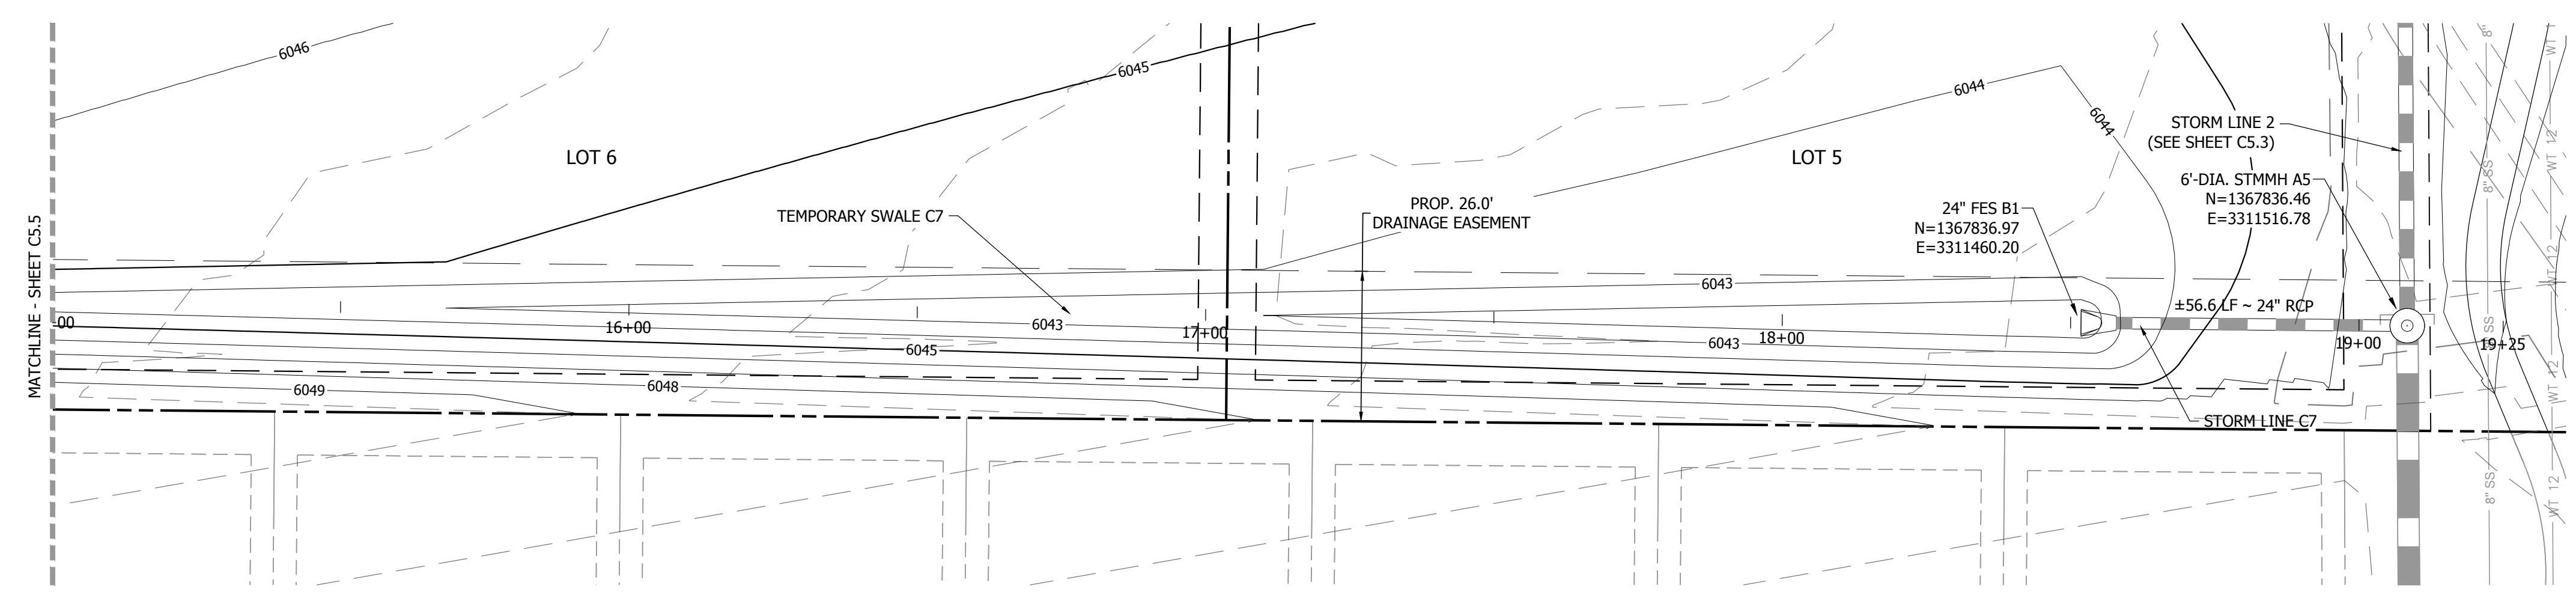 6046
6045
6044
6044
8"
WT 1
STORM LINE 2
(SEE SHEET C5.3)
LOT 6
LOT 5
WT 12
8" SS
6'-DIA. STMMH A5
N=1367836.46
E=3311516.78
PROP. 26.0'
DRAINAGE EASEMENT
TEMPORARY SWALE C7
24" FES B1
N=1367836.97
E=3311460.20
MATCHLINE - SHEET C5.5
WT 12
6043
±56.6 LF ~ 24" RCP
00
16+00
6043
17+00
18+00
6043
19+00
19+25
SS
6045
6049
6048
WT 12
STORM LINE C7
8" SS
WT 12